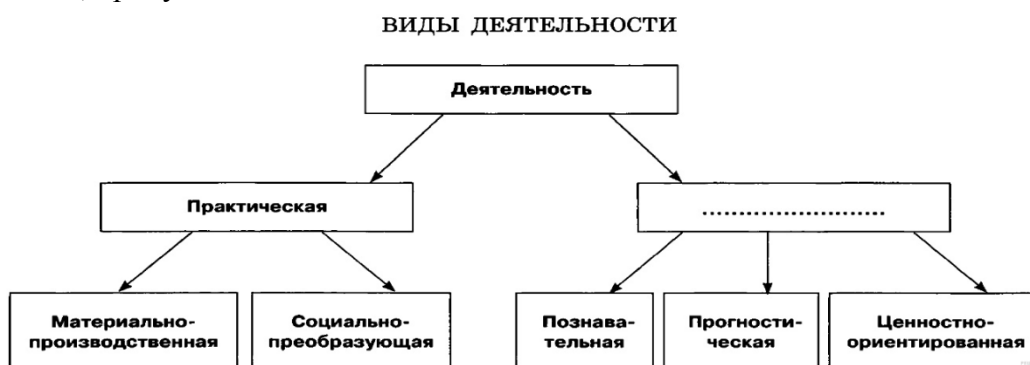 ВИДЫ ДЕЯТЕЛЬНОСТИ
Деятельность
Практическая
........................
Материально-
производственная
Социально-
преобразующая
Познава-
тельная
Прогности-
ческая
Ценностно-
ориентированная